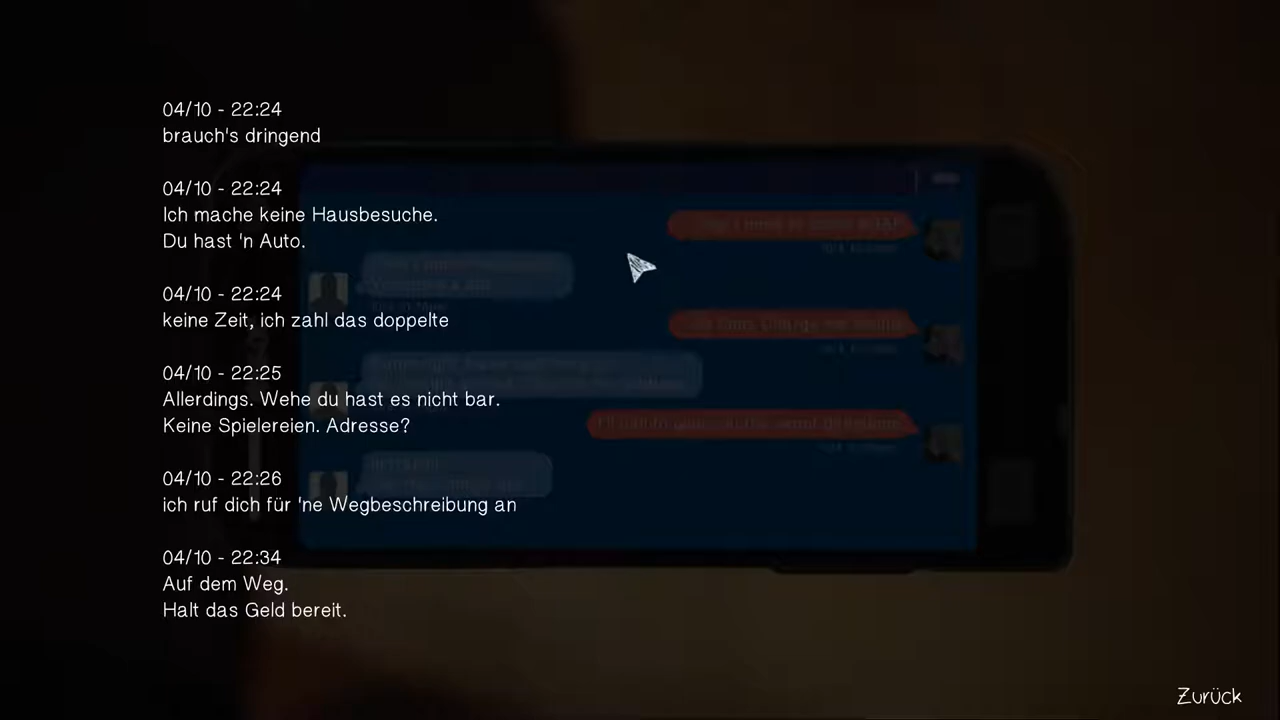 04/10 - 22:24
brauch's dringend
04/10 - 22:24
Ich mache keine Hausbesuche.
Du hast 'n Auto.
04/10 - 22:24
keine Zeit, ich zahl das doppelte
04/10 - 22:25
Allerdings. Wehe du hast es nicht bar.
Keine Spielereien. Adresse?
04/10 - 22:26
ich ruf dich für 'ne Wegbeschreibung an
04/10 - 22:34
Auf dem Weg.
Halt das Geld bereit.
Zurück